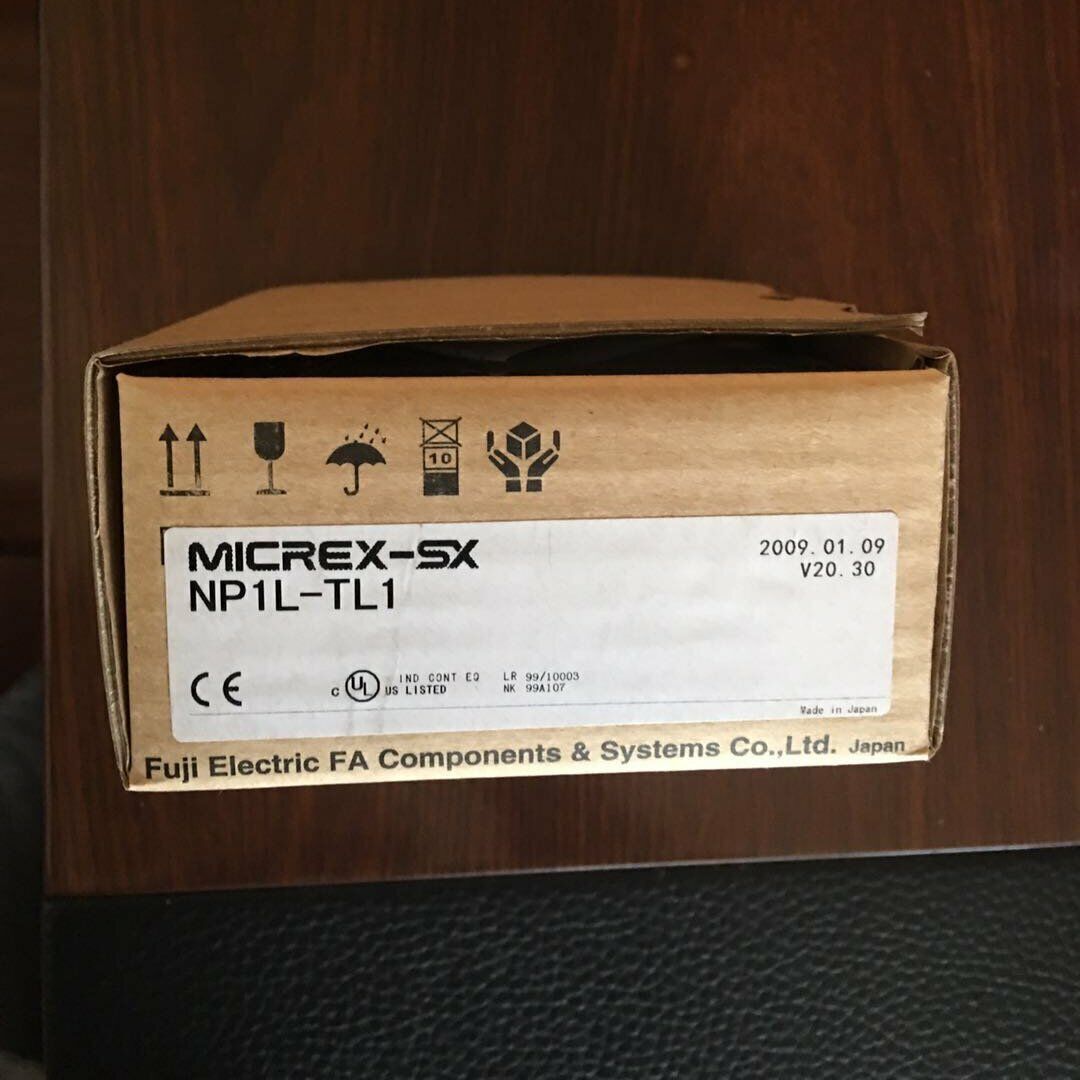 10
MICREX-SX
NP1L-TL1
2009.01.09
V20.30
CE
C UL US LISTED
IND CONT EQ
LR 99/10003
NK 99A107
Made in Japan
Fuji Electric FA Components & Systems Co.,Ltd. Japan